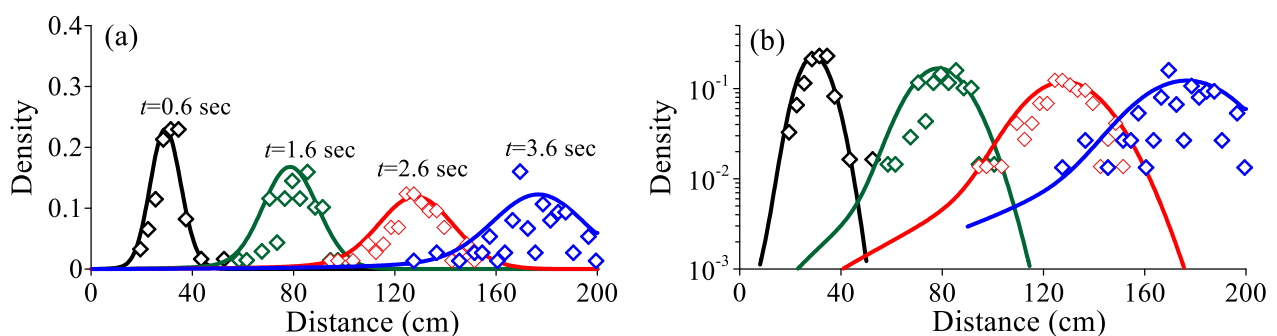 (a)
0.4
0.3
0.2
0.1
0
Density
t=0.6 sec
t=1.6 sec
t=2.6 sec
t=3.6 sec
0 40 80 120 160 200
Distance (cm)
(b)
10⁻¹
10⁻²
10⁻³
Density
0 40 80 120 160 200
Distance (cm)